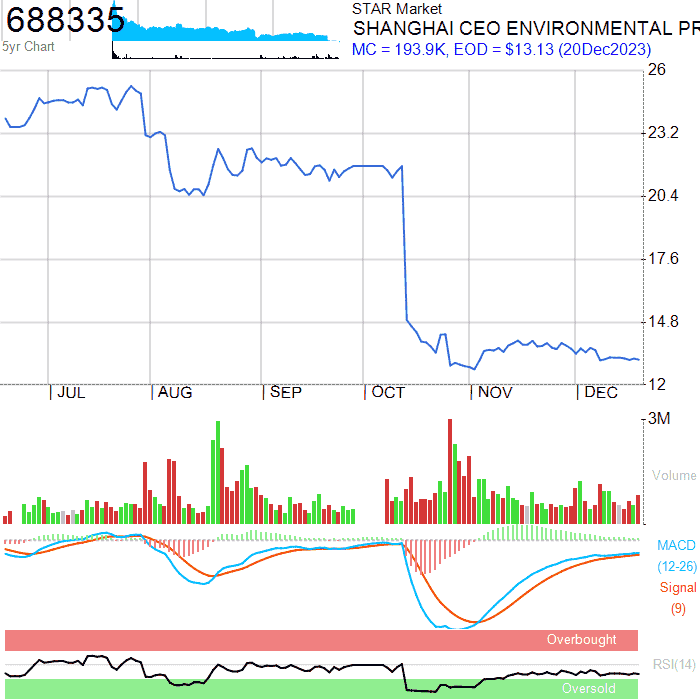 688335
5yr Chart
STAR Market
SHANGHAI CEO ENVIRONMENTAL PR
MC = 193.9K, EOD = $13.13 (20Dec2023)
26
23.2
20.4
17.6
14.8
12
JUL AUG SEP OCT NOV DEC
3M
Volume
MACD
(12-26)
Signal
(9)
Overbought
RSI(14)
Oversold